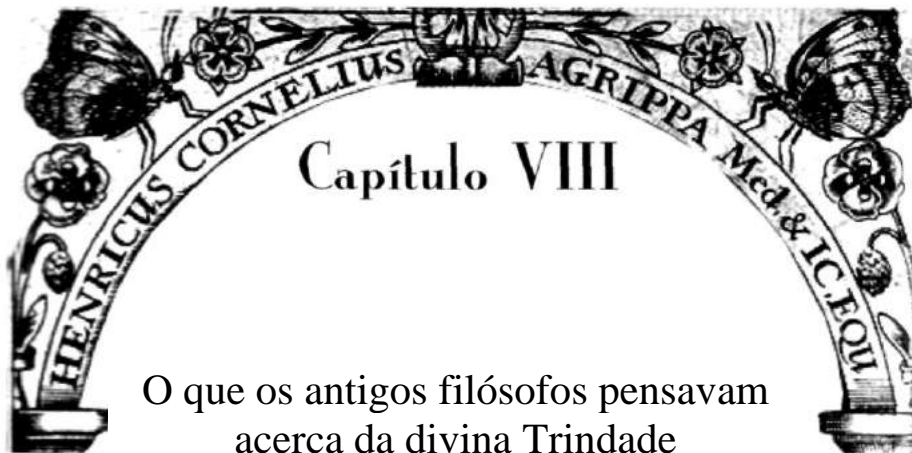 HENRICUS CORNELIUS AGRIPPA Med. & IC. EQU
Capítulo VIII
O que os antigos filósofos pensavam
acerca da divina Trindade